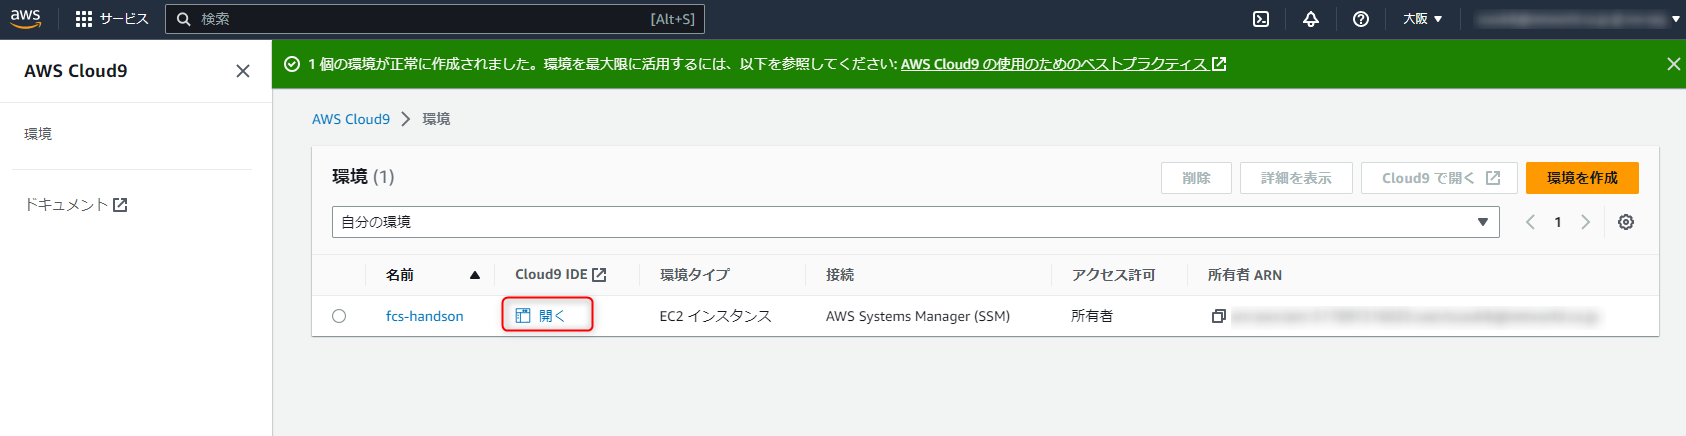 aws サービス 検索 [Alt+S] 大阪
AWS Cloud9
環境
ドキュメント
1 個の環境が正常に作成されました。環境を最大限に活用するには、以下を参照してください: AWS Cloud9 の使用のためのベストプラクティス
AWS Cloud9 環境
環境 (1) 削除 詳細を表示 Cloud9 で開く 環境を作成
自分の環境 1
名前 Cloud9 IDE 環境タイプ 接続 アクセス許可 所有者 ARN
fcs-handson 開く EC2 インスタンス AWS Systems Manager (SSM) 所有者